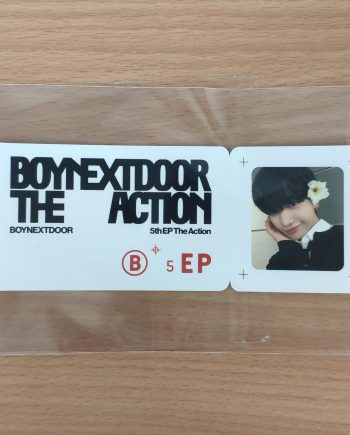 BOYNEXTDOOR
THE ACTION
BOYNEXTDOOR 5th EP The Action
B 5 EP